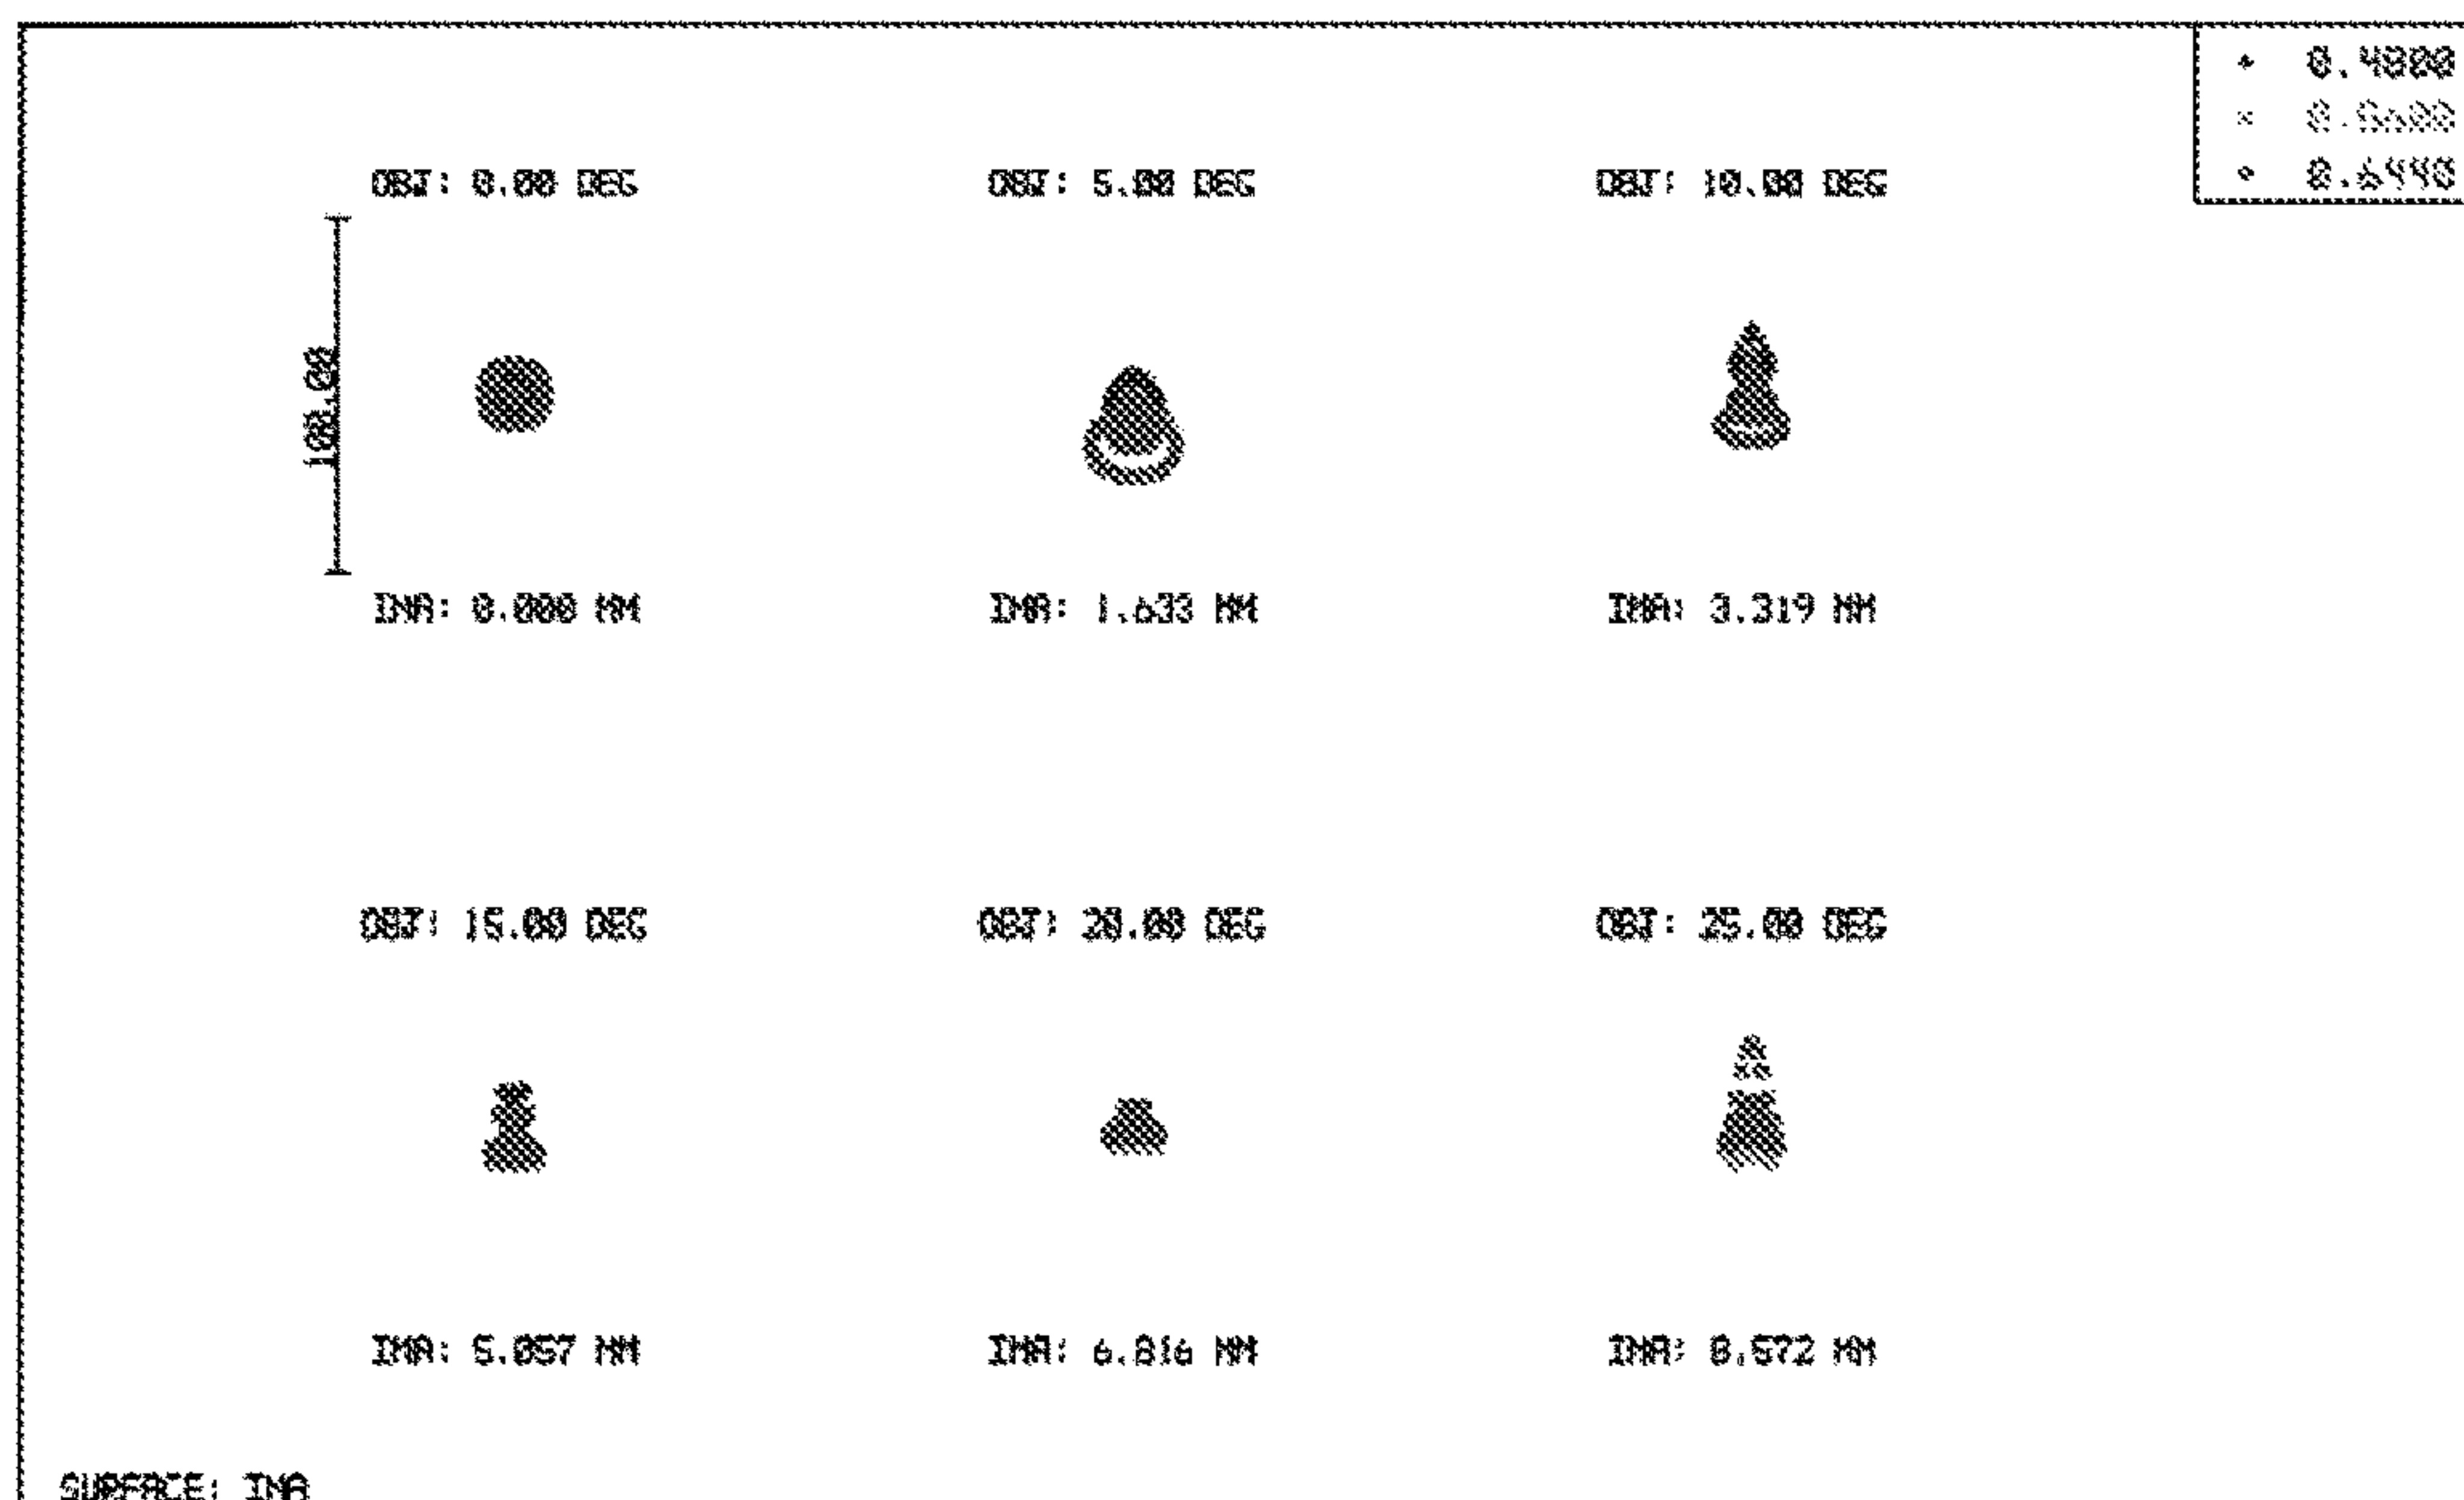 0.4800
0.6440
OBJ: 0.00 DEG
OBJ: 5.00 DEG
OBJ: 10.00 DEG
100.00
IMA: 0.000 MM
IMA: 1.633 MM
IMA: 3.319 MM
OBJ: 15.00 DEG
OBJ: 20.00 DEG
OBJ: 25.00 DEG
IMA: 5.057 MM
IMA: 6.816 MM
IMA: 8.572 MM
SURFACE: IMA